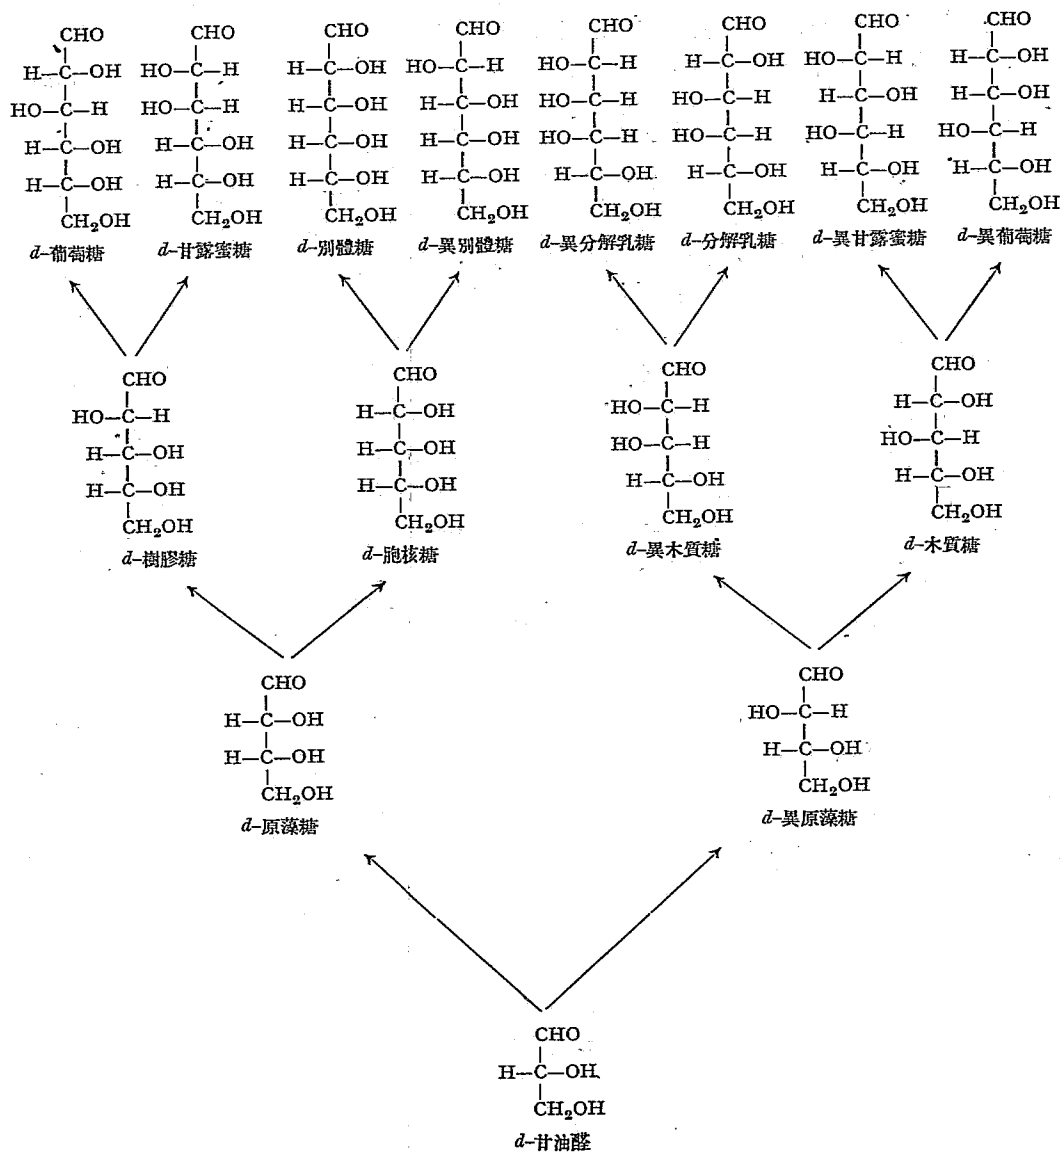 CHO
H–C–OH
HO–C–H
H–C–OH
H–C–OH
CH₂OH
d-葡萄糖
CHO
HO–C–H
HO–C–H
H–C–OH
H–C–OH
CH₂OH
d-甘露蜜糖
CHO
H–C–OH
H–C–OH
H–C–OH
H–C–OH
CH₂OH
d-別體糖
CHO
HO–C–H
H–C–OH
H–C–OH
H–C–OH
CH₂OH
d-異別體糖
CHO
HO–C–H
HO–C–H
HO–C–H
H–C–OH
CH₂OH
d-異分解乳糖
CHO
H–C–OH
HO–C–H
HO–C–H
H–C–OH
CH₂OH
d-分解乳糖
CHO
HO–C–H
H–C–OH
HO–C–H
H–C–OH
CH₂OH
d-異甘露蜜糖
CHO
H–C–OH
H–C–OH
HO–C–H
H–C–OH
CH₂OH
d-異葡萄糖
CHO
HO–C–H
H–C–OH
H–C–OH
CH₂OH
d-樹膠糖
CHO
H–C–OH
H–C–OH
H–C–OH
CH₂OH
d-胞核糖
CHO
HO–C–H
HO–C–H
H–C–OH
CH₂OH
d-異木質糖
CHO
H–C–OH
HO–C–H
H–C–OH
CH₂OH
d-木質糖
CHO
H–C–OH
H–C–OH
CH₂OH
d-原藻糖
CHO
HO–C–H
H–C–OH
CH₂OH
d-異原藻糖
CHO
H–C–OH
CH₂OH
d-甘油醛